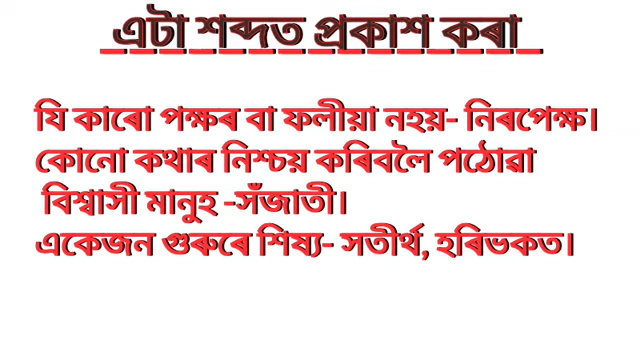 এটা শব্দত প্ৰকাশ কৰা
যি কাৰো পক্ষৰ বা ফলীয়া নহয়- নিৰপেক্ষ।
কোনো কথাৰ নিশ্চয় কৰিবলৈ পঠোৱা
বিশ্বাসী মানুহ -সঁজাতী।
একেজন গুৰুৰে শিষ্য- সতীৰ্থ, হৰিভকত।